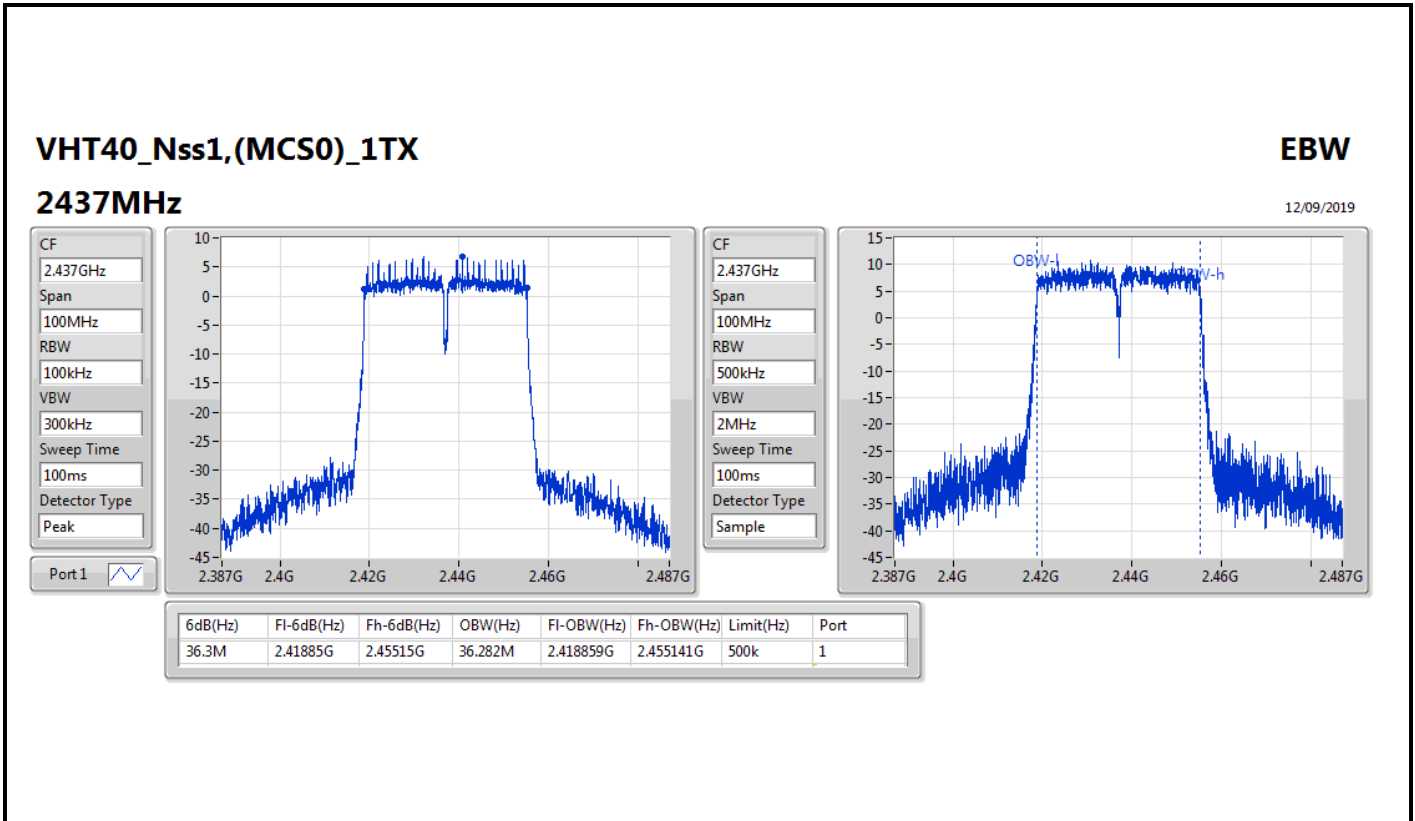 VHT40_Nss1,(MCS0)_1TX
EBW
2437MHz
12/09/2019
CF
2.437GHz
Span
100MHz
RBW
100kHz
VBW
300kHz
Sweep Time
100ms
Detector Type
Peak
Port 1
10
5
0
-5
-10
-15
-20
-25
-30
-35
-40
-45
2.387G 2.4G 2.42G 2.44G 2.46G 2.487G
CF
2.437GHz
Span
100MHz
RBW
500kHz
VBW
2MHz
Sweep Time
100ms
Detector Type
Sample
15
10
5
0
-5
-10
-15
-20
-25
-30
-35
-40
-45
OBW-l
2.387G 2.4G 2.42G 2.44G 2.46G 2.487G
6dB(Hz) Fl-6dB(Hz) Fh-6dB(Hz) OBW(Hz) Fl-OBW(Hz) Fh-OBW(Hz) Limit(Hz) Port
36.3M 2.41885G 2.45515G 36.282M 2.418859G 2.455141G 500k 1